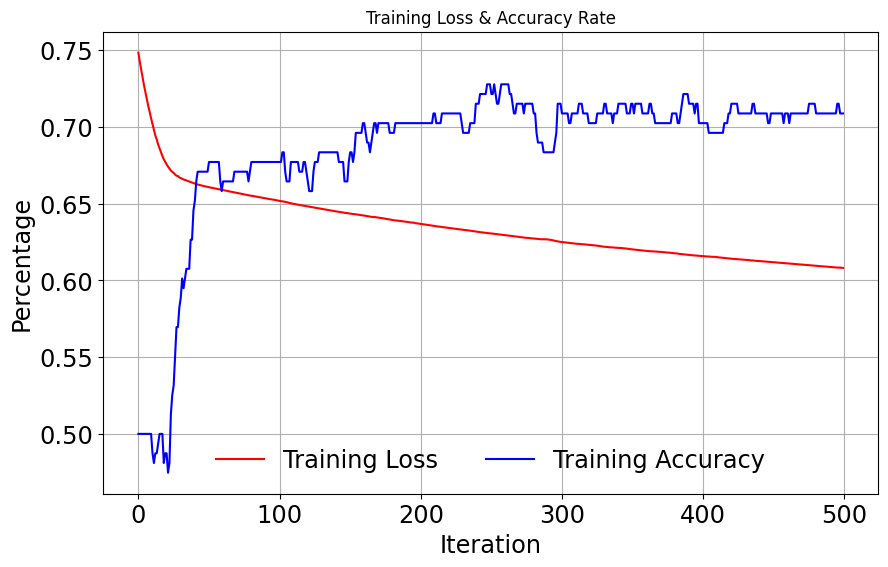 Training Loss & Accuracy Rate
0.75
0.70
0.65
0.60
0.55
0.50
Percentage
Training Loss
Training Accuracy
0 100 200 300 400 500
Iteration